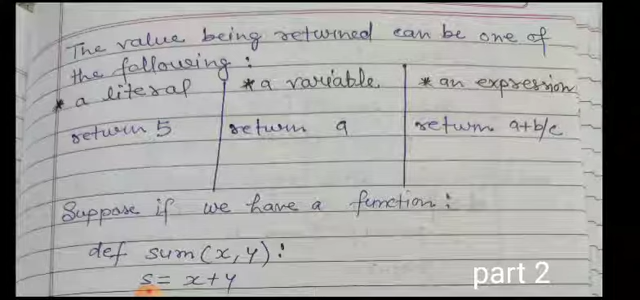 The value being returned can be one of
the following:
* a literal * a variable * an expression
return 5 return a return a+b/c
Suppose if we have a function:
def sum(x,y):
s= x+y
part 2